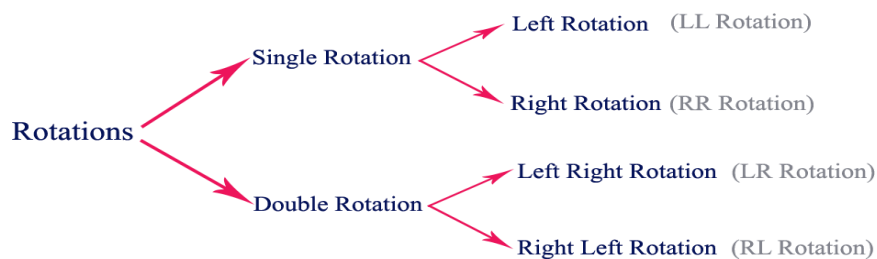 Left Rotation (LL Rotation)
Single Rotation
Right Rotation (RR Rotation)
Rotations
Left Right Rotation (LR Rotation)
Double Rotation
Right Left Rotation (RL Rotation)